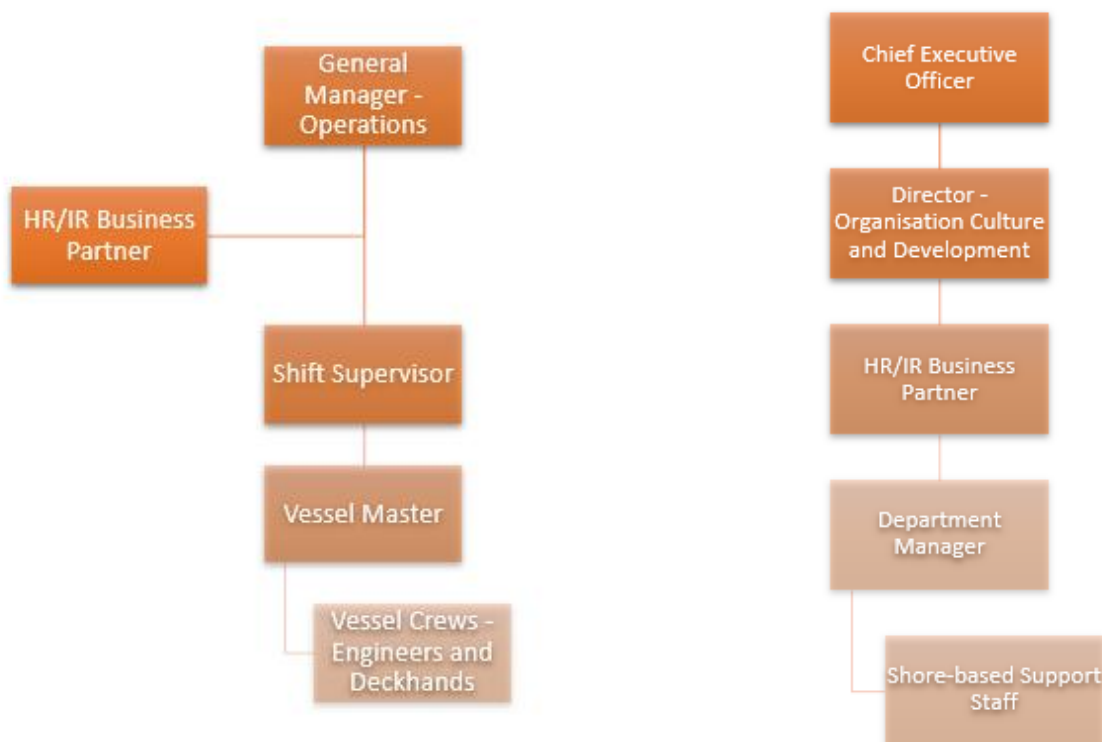 General
Manager -
Operations
HR/IR Business
Partner
Shift Supervisor
Vessel Master
Vessel Crews -
Engineers and
Deckhands
Chief Executive
Officer
Director -
Organisation Culture
and Development
HR/IR Business
Partner
Department
Manager
Shore-based Support
Staff